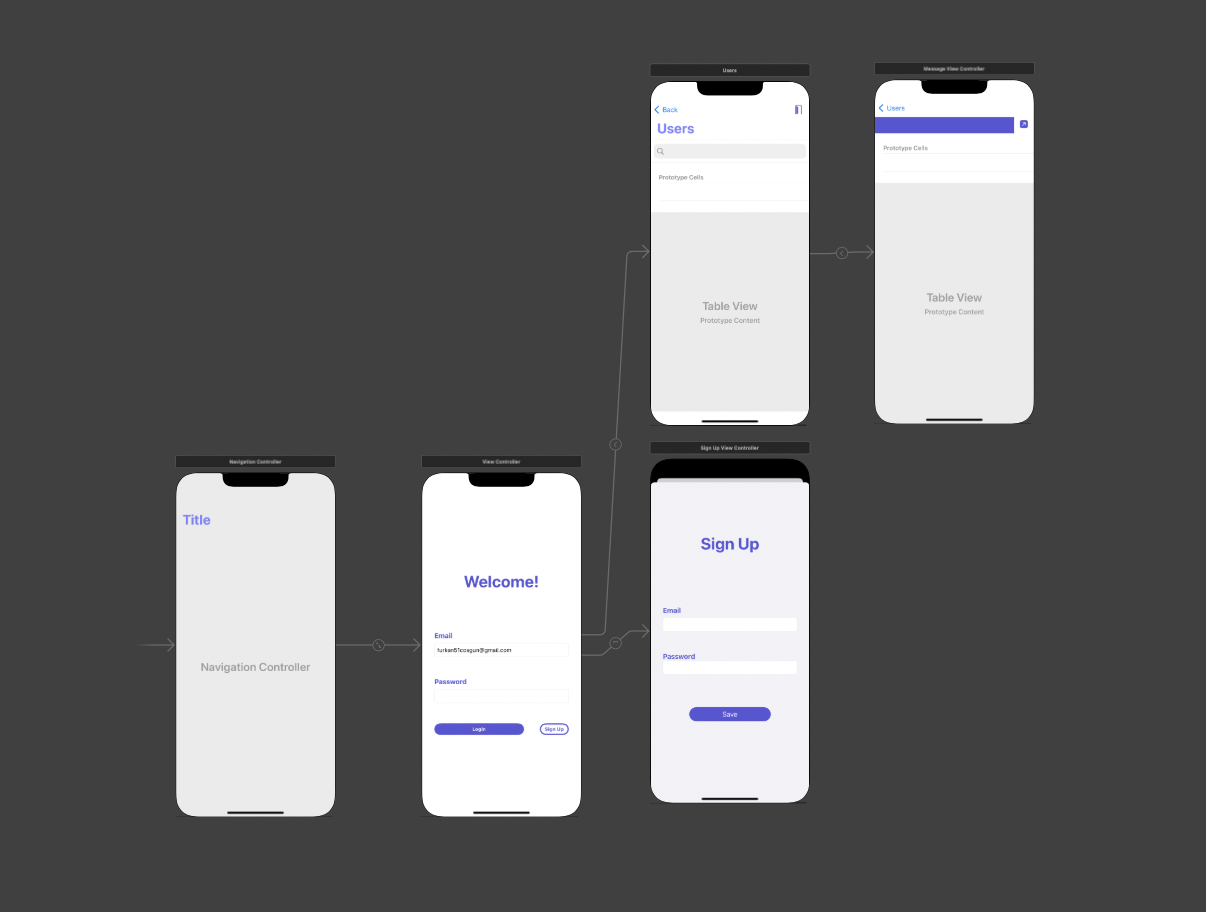 Users
Back
Users
Prototype Cells
Table View
Prototype Content
Message View Controller
Users
Prototype Cells
Table View
Prototype Content
Navigation Controller
Title
Navigation Controller
View Controller
Welcome!
Email
furkan51cosgun@gmail.com
Password
Login
Sign Up
Sign Up View Controller
Sign Up
Email
Password
Save